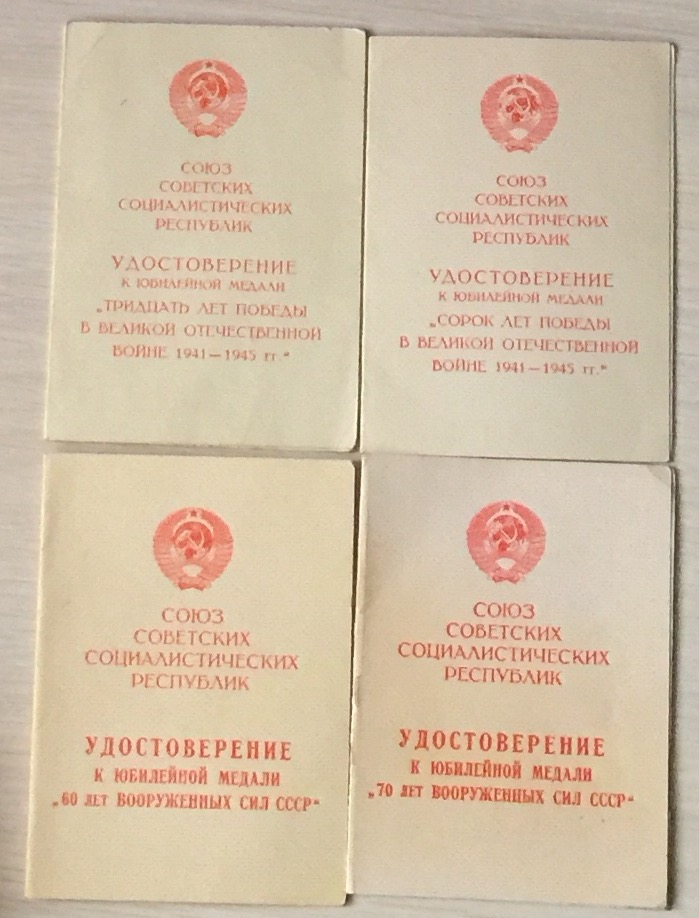 СОЮЗ
СОВЕТСКИХ
СОЦИАЛИСТИЧЕСКИХ
РЕСПУБЛИК
УДОСТОВЕРЕНИЕ
К ЮБИЛЕЙНОЙ МЕДАЛИ
„ТРИДЦАТЬ ЛЕТ ПОБЕДЫ
В ВЕЛИКОЙ ОТЕЧЕСТВЕННОЙ
ВОЙНЕ 1941—1945 гг.“
СОЮЗ
СОВЕТСКИХ
СОЦИАЛИСТИЧЕСКИХ
РЕСПУБЛИК
УДОСТОВЕРЕНИЕ
К ЮБИЛЕЙНОЙ МЕДАЛИ
„СОРОК ЛЕТ ПОБЕДЫ
В ВЕЛИКОЙ ОТЕЧЕСТВЕННОЙ
ВОЙНЕ 1941—1945 гг.“
СОЮЗ
СОВЕТСКИХ
СОЦИАЛИСТИЧЕСКИХ
РЕСПУБЛИК
УДОСТОВЕРЕНИЕ
К ЮБИЛЕЙНОЙ МЕДАЛИ
„60 ЛЕТ ВООРУЖЕННЫХ СИЛ СССР“
СОЮЗ
СОВЕТСКИХ
СОЦИАЛИСТИЧЕСКИХ
РЕСПУБЛИК
УДОСТОВЕРЕНИЕ
К ЮБИЛЕЙНОЙ МЕДАЛИ
„70 ЛЕТ ВООРУЖЕННЫХ СИЛ СССР“